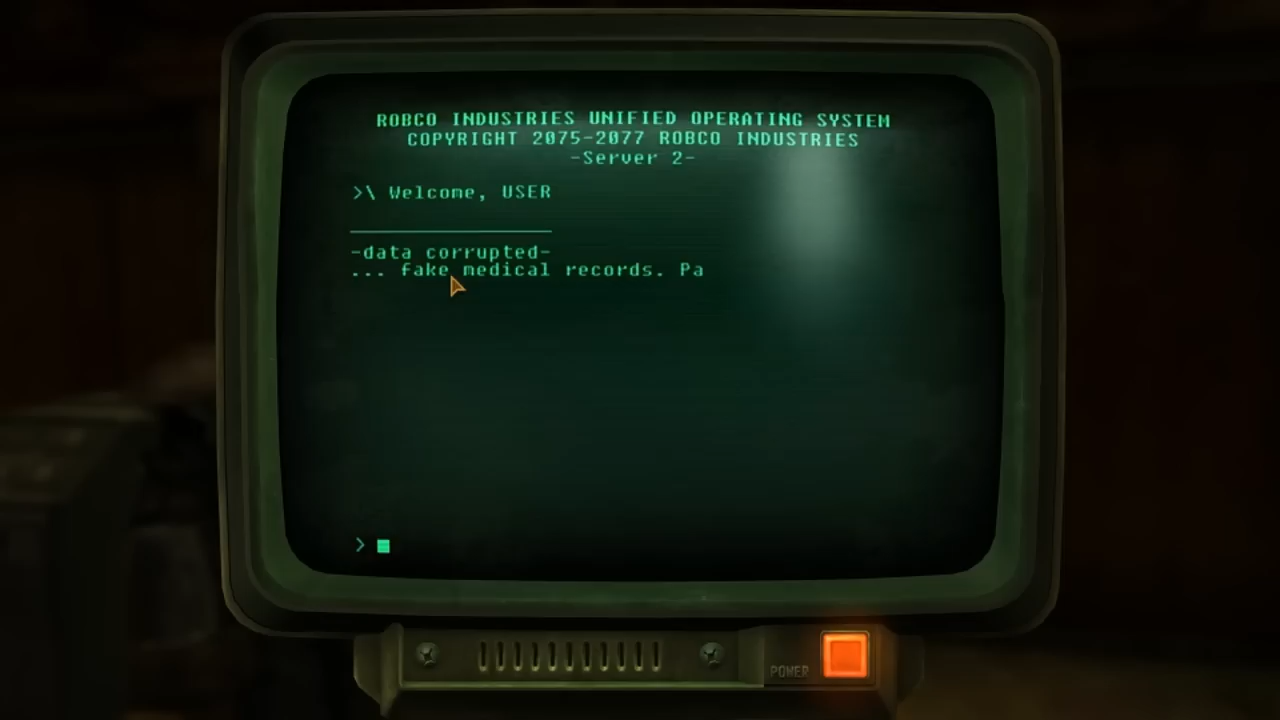 ROBCO INDUSTRIES UNIFIED OPERATING SYSTEM
COPYRIGHT 2075-2077 ROBCO INDUSTRIES
-Server 2-
>\ Welcome, USER
-data corrupted-
... fake medical records. Pa
>
POWER